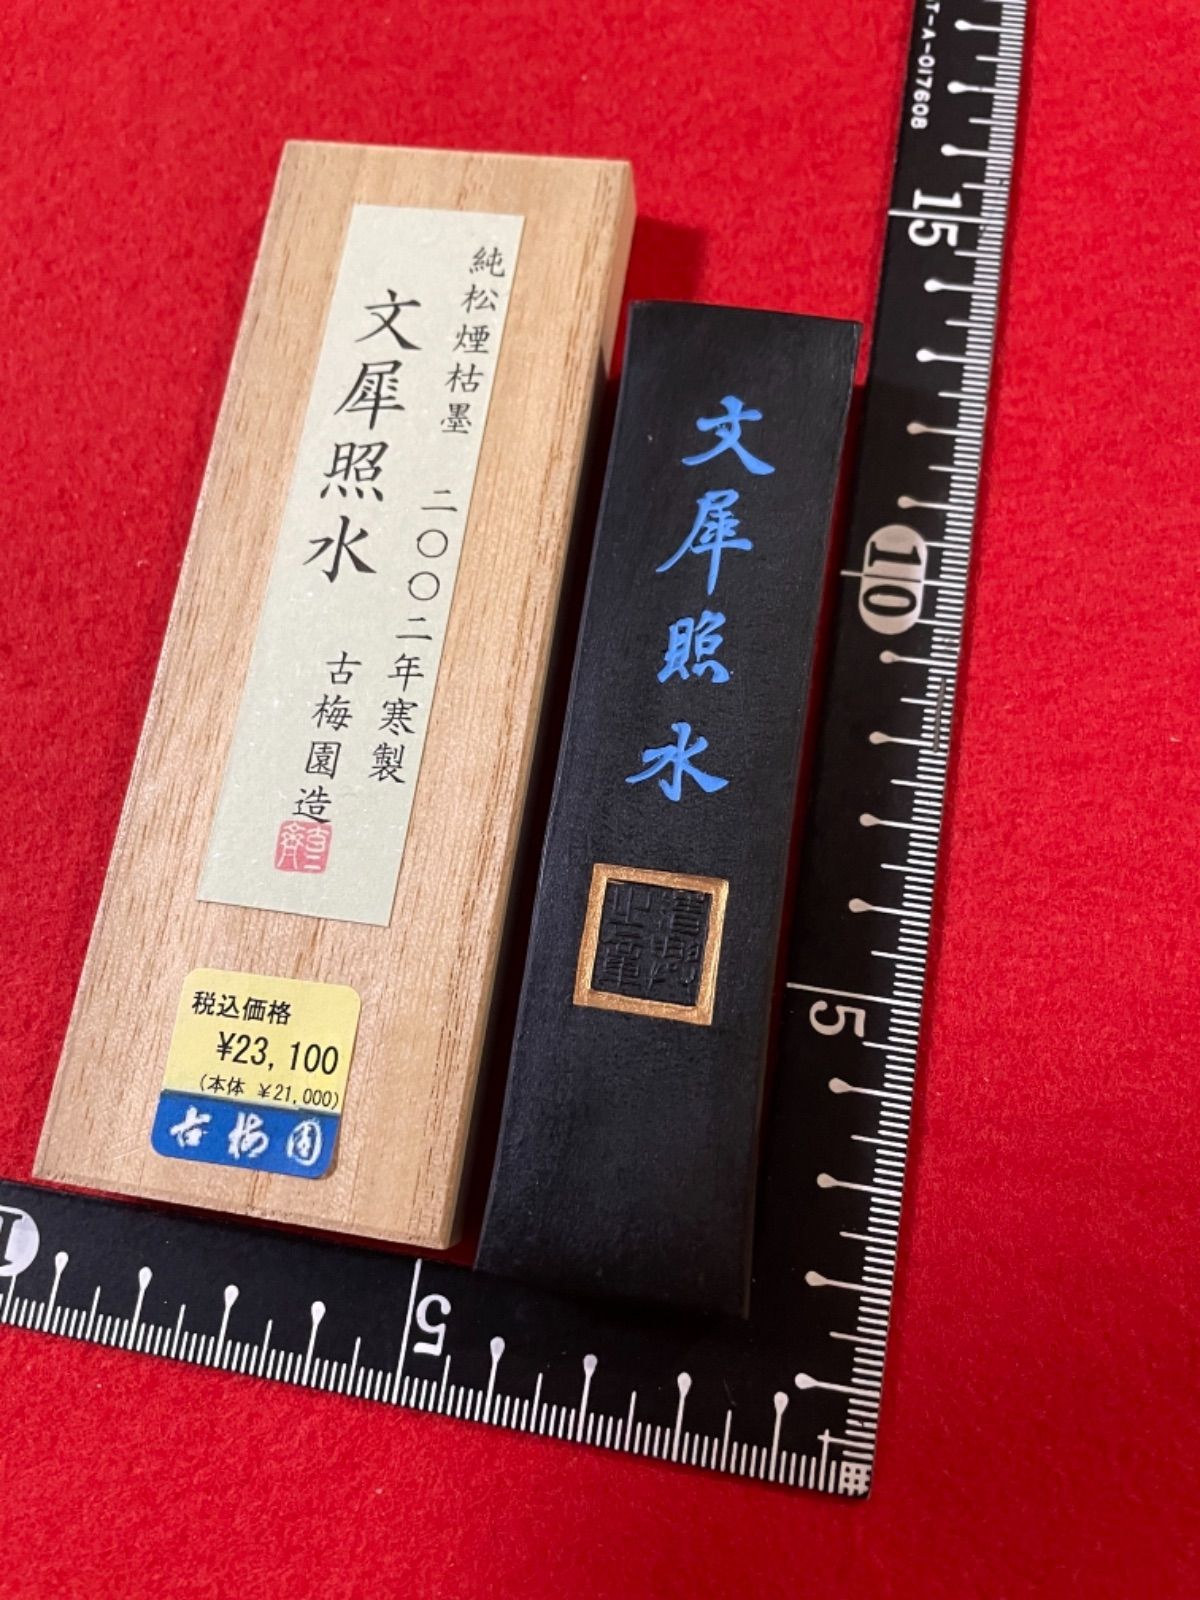 純松煙枯墨 二〇〇二年寒製
文犀照水
古梅園造
税込価格
¥23,100
(本体 ¥21,000)
古梅園
文犀照水
5
10
15
5
T-A-017608